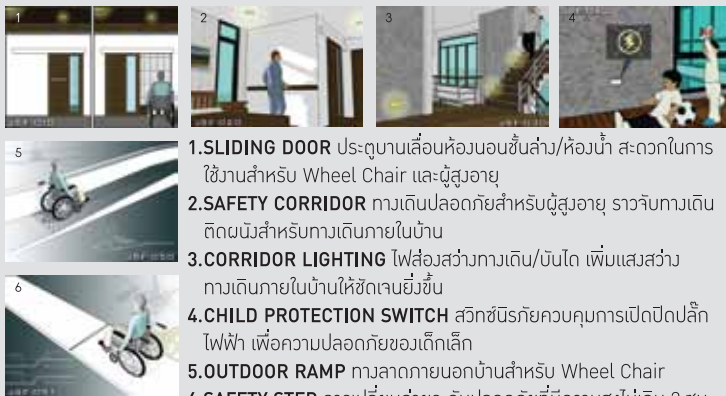 1
2
3
4
5
6
1.SLIDING DOOR ประตูบานเลื่อนห้องนอนชั้นล่าง/ห้องน้ำ สะดวกในการ
ใช้งานสำหรับ Wheel Chair และผู้สูงอายุ
2.SAFETY CORRIDOR ทางเดินปลอดภัยสำหรับผู้สูงอายุ ราวจับทางเดิน
ติดผนังสำหรับทางเดินภายในบ้าน
3.CORRIDOR LIGHTING ไฟส่องสว่างทางเดิน/บันได เพิ่มแสงสว่าง
ทางเดินภายในบ้านให้ชัดเจนยิ่งขึ้น
4.CHILD PROTECTION SWITCH สวิทซ์นิรภัยควบคุมการเปิดปิดปลั๊ก
ไฟฟ้า เพื่อความปลอดภัยของเด็กเล็ก
5.OUTDOOR RAMP ทางลาดภายนอกบ้านสำหรับ Wheel Chair
6.SAFETY STEP